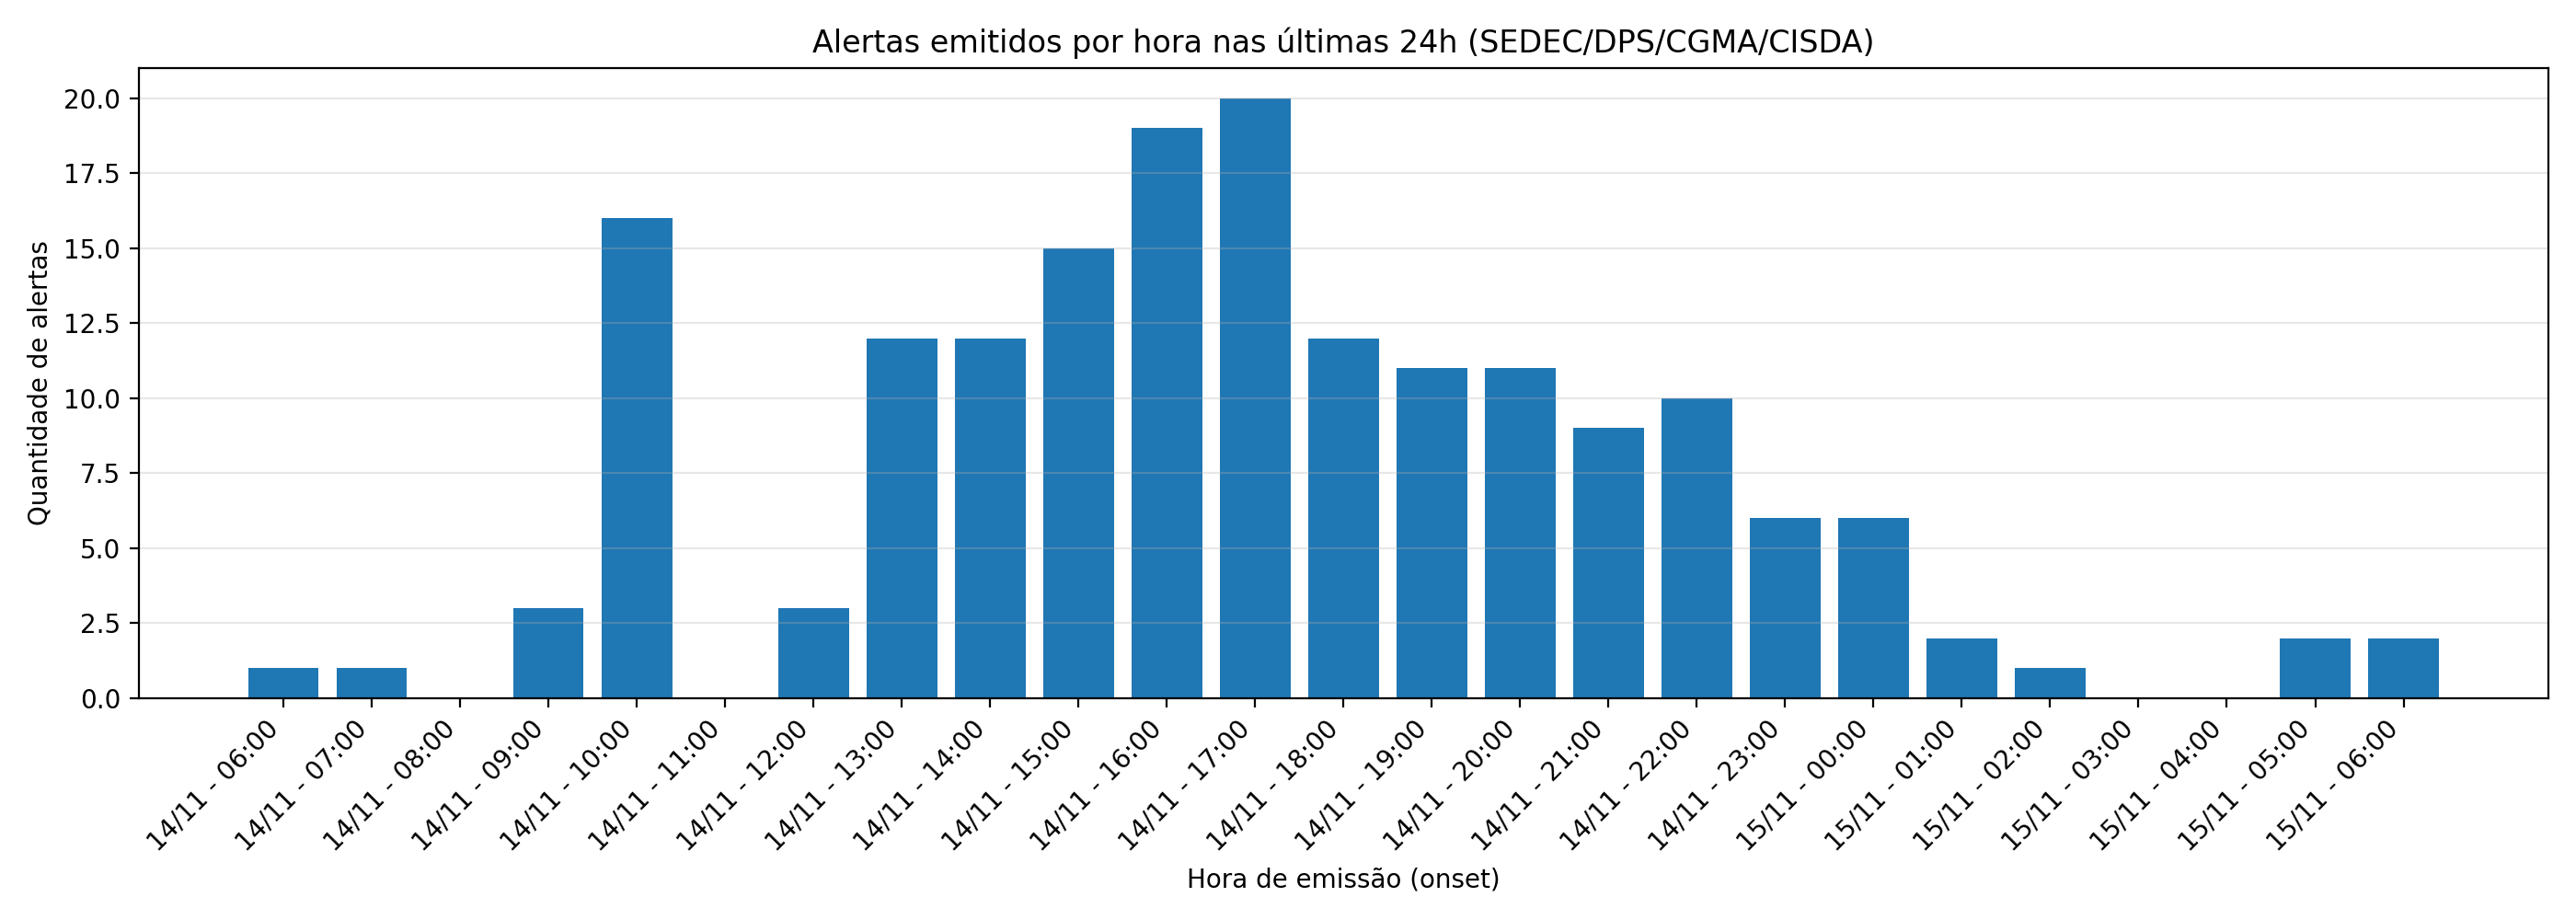 Alertas emitidos por hora nas últimas 24h (SEDEC/DPS/CGMA/CISDA)
Quantidade de alertas
20.0
17.5
15.0
12.5
10.0
7.5
5.0
2.5
0.0
14/11 - 06:00
14/11 - 07:00
14/11 - 08:00
14/11 - 09:00
14/11 - 10:00
14/11 - 11:00
14/11 - 12:00
14/11 - 13:00
14/11 - 14:00
14/11 - 15:00
14/11 - 16:00
14/11 - 17:00
14/11 - 18:00
14/11 - 19:00
14/11 - 20:00
14/11 - 21:00
14/11 - 22:00
14/11 - 23:00
15/11 - 00:00
15/11 - 01:00
15/11 - 02:00
15/11 - 03:00
15/11 - 04:00
15/11 - 05:00
15/11 - 06:00
Hora de emissão (onset)